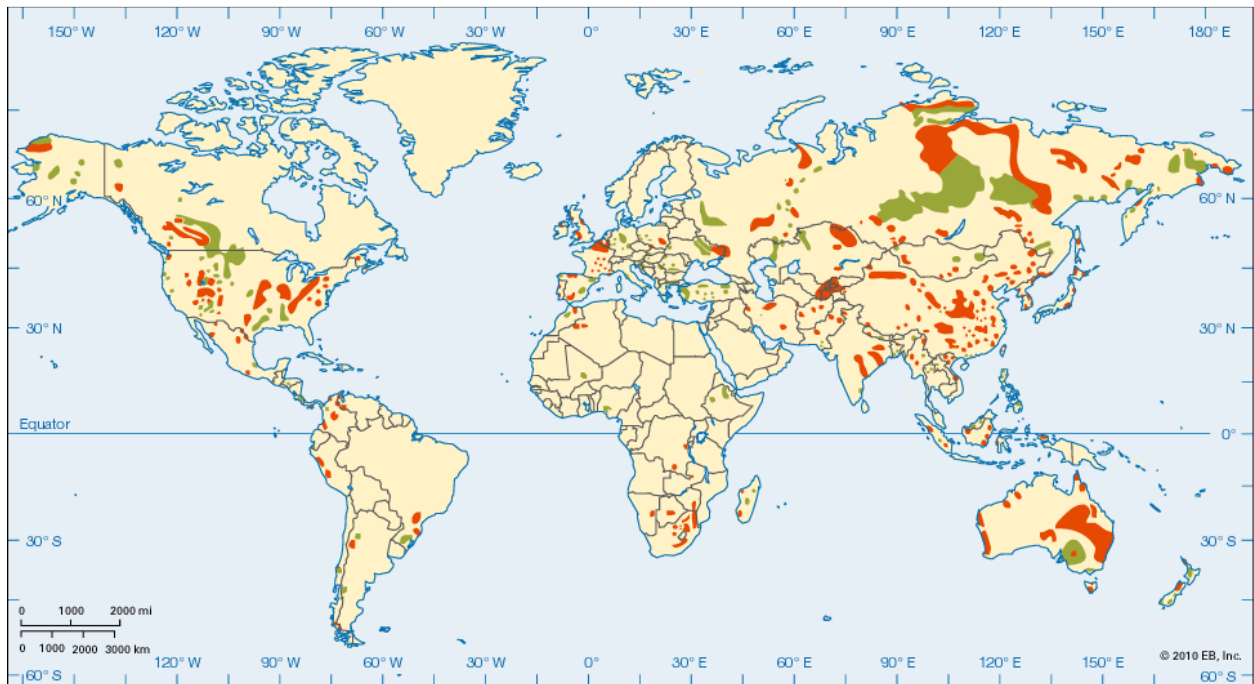 150° W 120° W 90° W 60° W 30° W 0° 30° E 60° E 90° E 120° E 150° E 180° E
60° N 60° N
30° N 30° N
Equator 0°
30° S 30° S
0 1000 2000 mi
0 1000 2000 3000 km
120° W 90° W 60° W 30° W 0° 30° E 60° E 90° E 120° E 150° E
© 2010 EB, Inc.
60° S 60° S